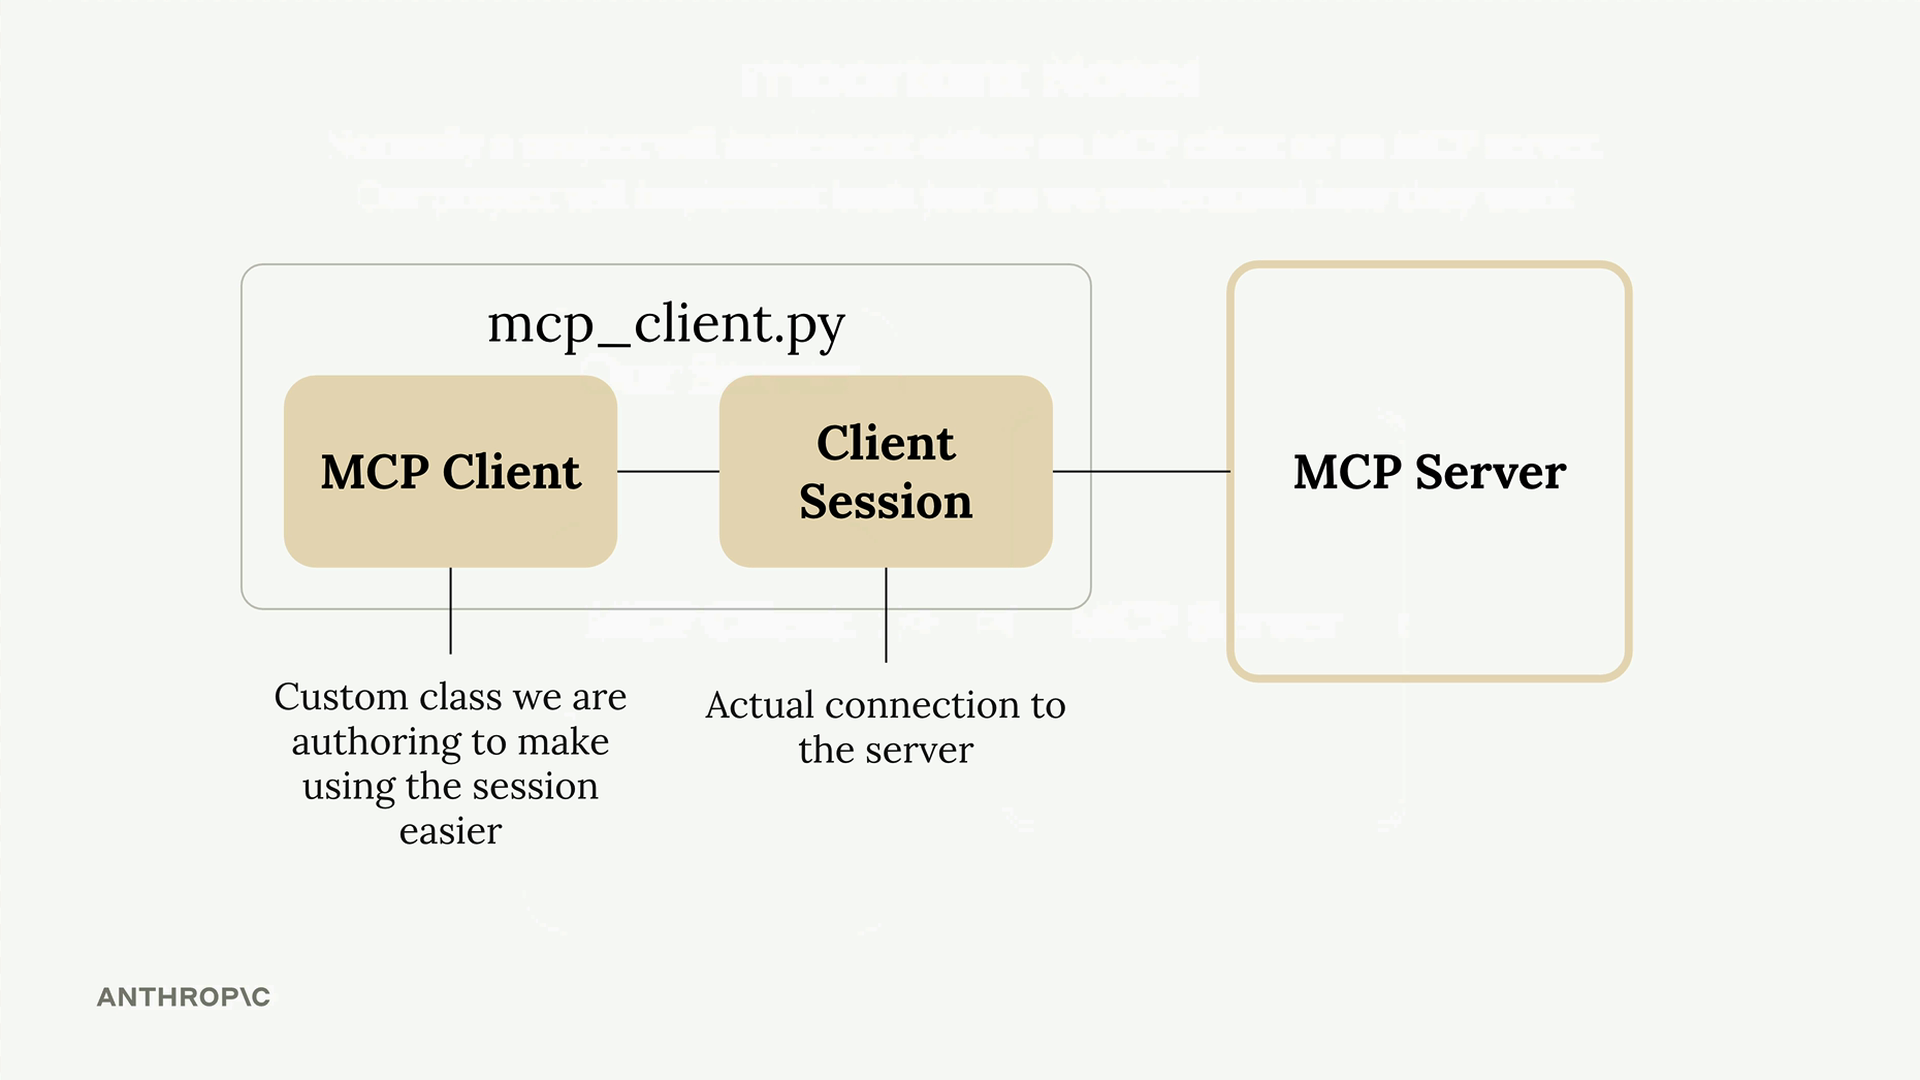 mcp_client.py
MCP Client
Client
Session
MCP Server
Custom class we are
authoring to make
using the session
easier
Actual connection to
the server
ANTHROP\C